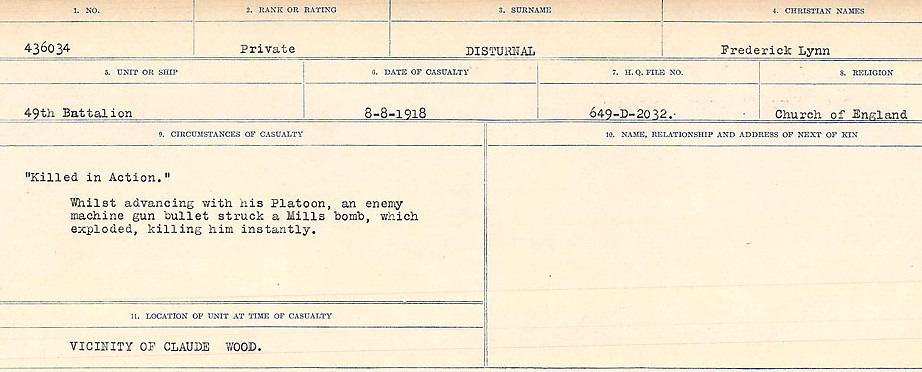 1. NO. 2. RANK OR RATING 3. SURNAME 4. CHRISTIAN NAMES
436034 Private DISTURNAL Frederick Lynn
5. UNIT OR SHIP 6. DATE OF CASUALTY 7. H. Q. FILE NO. 8. RELIGION
49th Battalion 8-8-1918 649-D-2032. Church of England
9. CIRCUMSTANCES OF CASUALTY 10. NAME, RELATIONSHIP AND ADDRESS OF NEXT OF KIN
"Killed in Action."
Whilst advancing with his Platoon, an enemy
machine gun bullet struck a Mills bomb, which
exploded, killing him instantly.
11. LOCATION OF UNIT AT TIME OF CASUALTY
VICINITY OF CLAUDE WOOD.